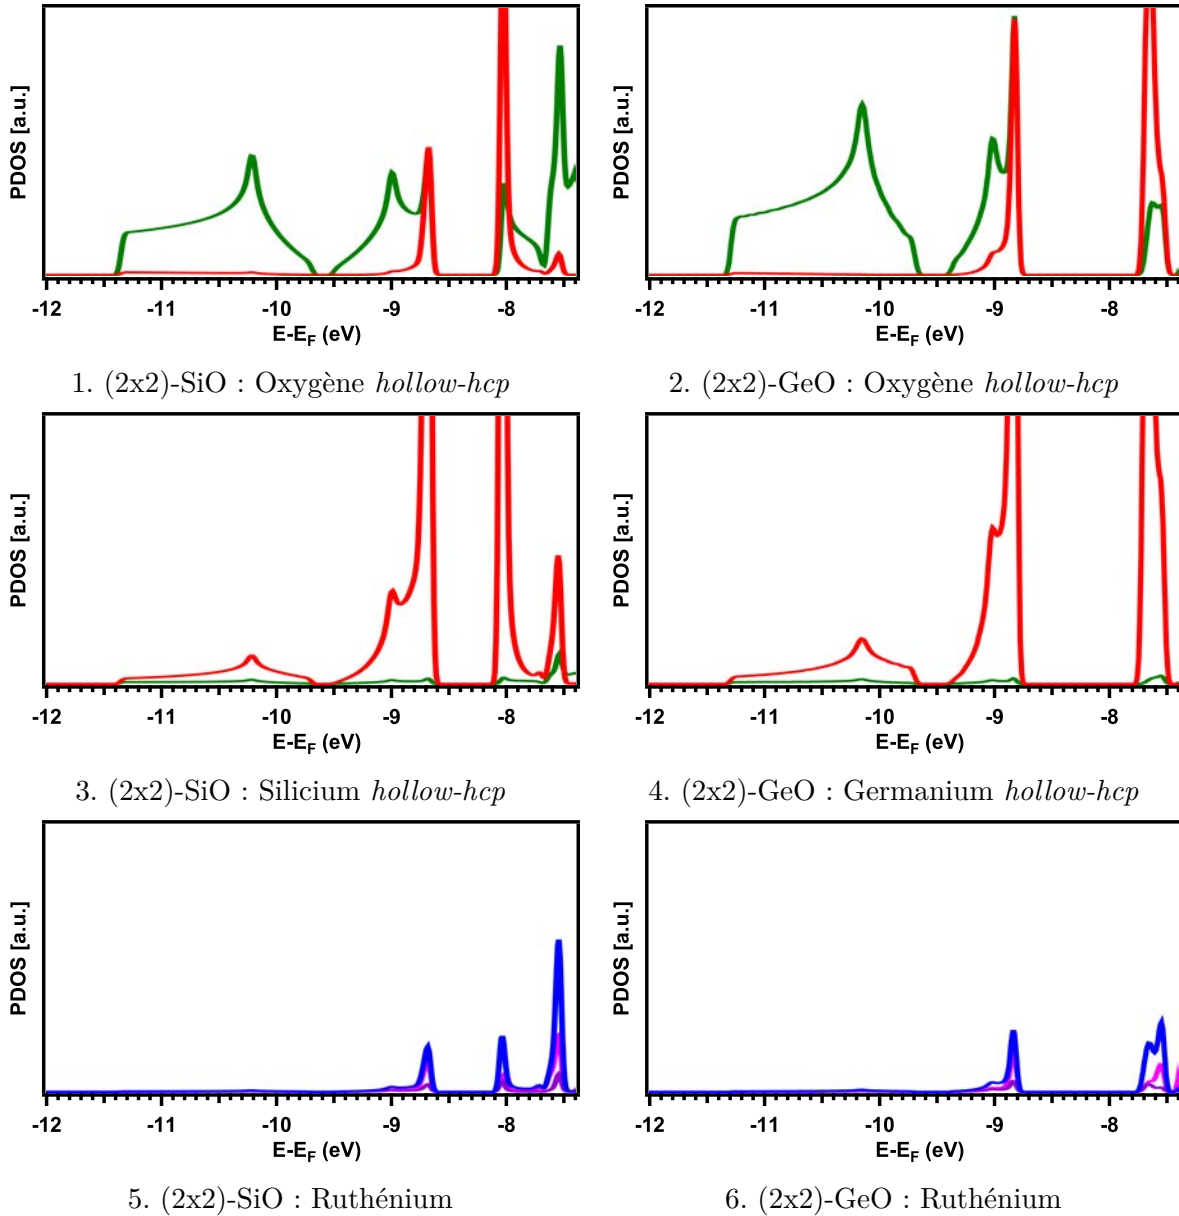 PDOS [a.u.]
-12 -11 -10 -9 -8
E-E_F (eV)
1. (2x2)-SiO : Oxygène hollow-hcp
PDOS [a.u.]
-12 -11 -10 -9 -8
E-E_F (eV)
2. (2x2)-GeO : Oxygène hollow-hcp
PDOS [a.u.]
-12 -11 -10 -9 -8
E-E_F (eV)
3. (2x2)-SiO : Silicium hollow-hcp
PDOS [a.u.]
-12 -11 -10 -9 -8
E-E_F (eV)
4. (2x2)-GeO : Germanium hollow-hcp
PDOS [a.u.]
-12 -11 -10 -9 -8
E-E_F (eV)
5. (2x2)-SiO : Ruthénium
PDOS [a.u.]
-12 -11 -10 -9 -8
E-E_F (eV)
6. (2x2)-GeO : Ruthénium